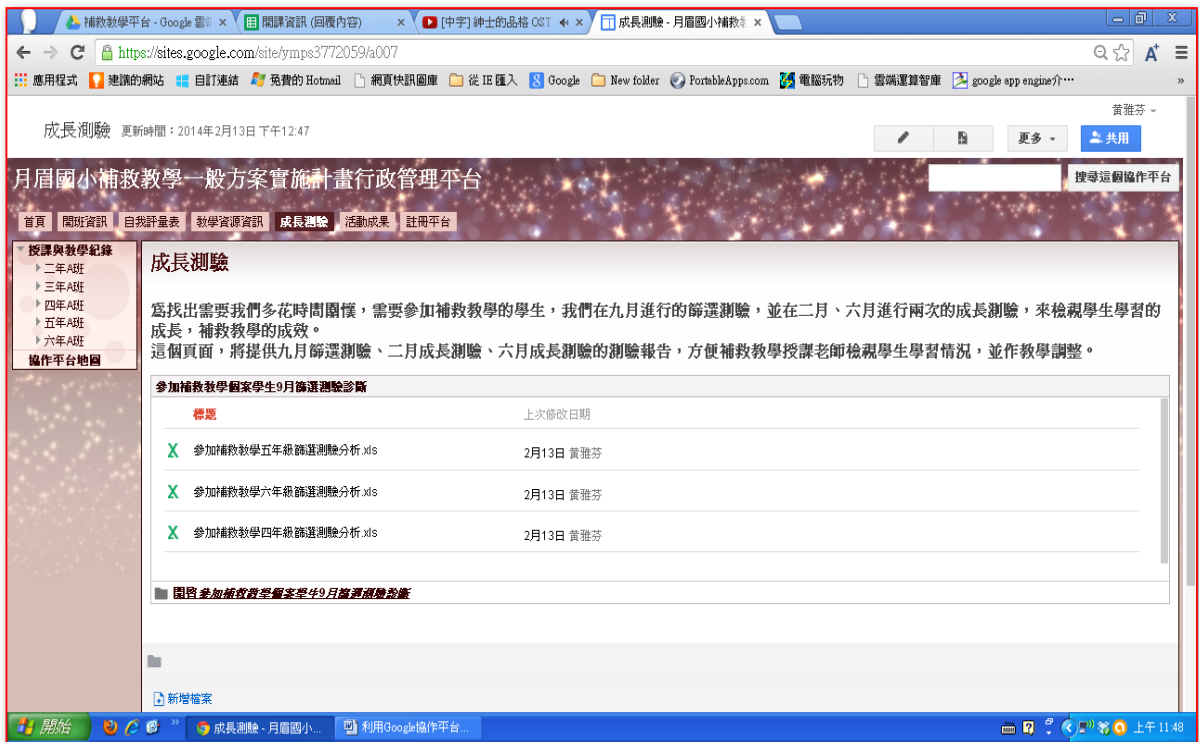 補救教學平台 - Google 雲端
開課資訊 (回覆內容)
[中字] 紳士的品格 OST
成長測驗 - 月眉國小補救
https://sites.google.com/site/ymps3772059/a007
應用程式 建議的網站 自訂連結 免費的 Hotmail 網頁快訊圖庫 從 IE 匯入 Google New folder PortableApps.com 電腦玩物 雲端運算智庫 google app engine介…
黃雅芬
成長測驗 更新時間：2014年2月13日 下午12:47
更多 共用
月眉國小補救教學一般方案實施計畫行政管理平台
搜尋這個協作平台
首頁 開班資訊 自我評量表 教學資源資訊 成長測驗 活動成果 註冊平台
授課與教學紀錄
二年A班
三年A班
四年A班
五年A班
六年A班
協作平台地圖
成長測驗
為找出需要我們多花時間關懷，需要參加補救教學的學生，我們在九月進行的篩選測驗，並在二月、六月進行兩次的成長測驗，來檢視學生學習的
成長，補救教學的成效。
這個頁面，將提供九月篩選測驗、二月成長測驗、六月成長測驗的測驗報告，方便補救教學授課老師檢視學生學習情況，並作教學調整。
參加補救教學個案學生9月篩選測驗診斷
標題 上次修改日期
參加補救教學五年級篩選測驗分析.xls 2月13日 黃雅芬
參加補救教學六年級篩選測驗分析.xls 2月13日 黃雅芬
參加補救教學四年級篩選測驗分析.xls 2月13日 黃雅芬
開啓參加補救教學個案學生9月篩選測驗診斷
新增檔案
開始 成長測驗 - 月眉國小... 利用Google協作平台... 上午 11:48